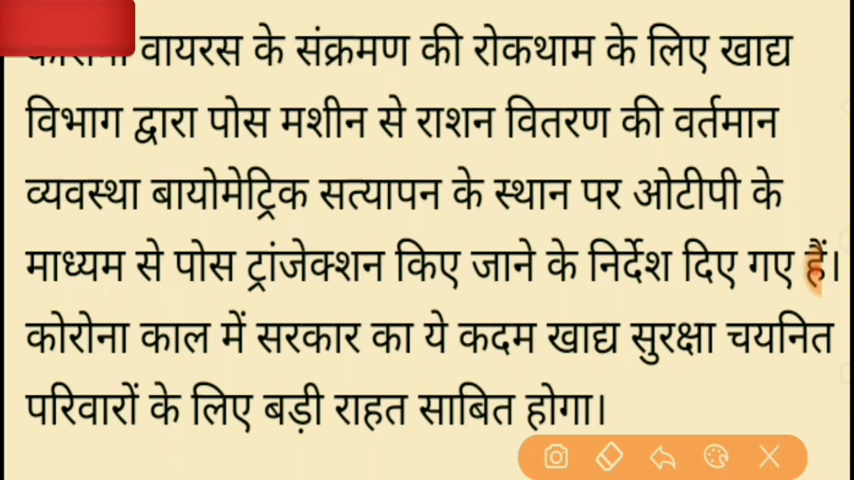 वायरस के संक्रमण की रोकथाम के लिए खाद्य
विभाग द्वारा पोस मशीन से राशन वितरण की वर्तमान
व्यवस्था बायोमेट्रिक सत्यापन के स्थान पर ओटीपी के
माध्यम से पोस ट्रांजेक्शन किए जाने के निर्देश दिए गए हैं।
कोरोना काल में सरकार का ये कदम खाद्य सुरक्षा चयनित
परिवारों के लिए बड़ी राहत साबित होगा।